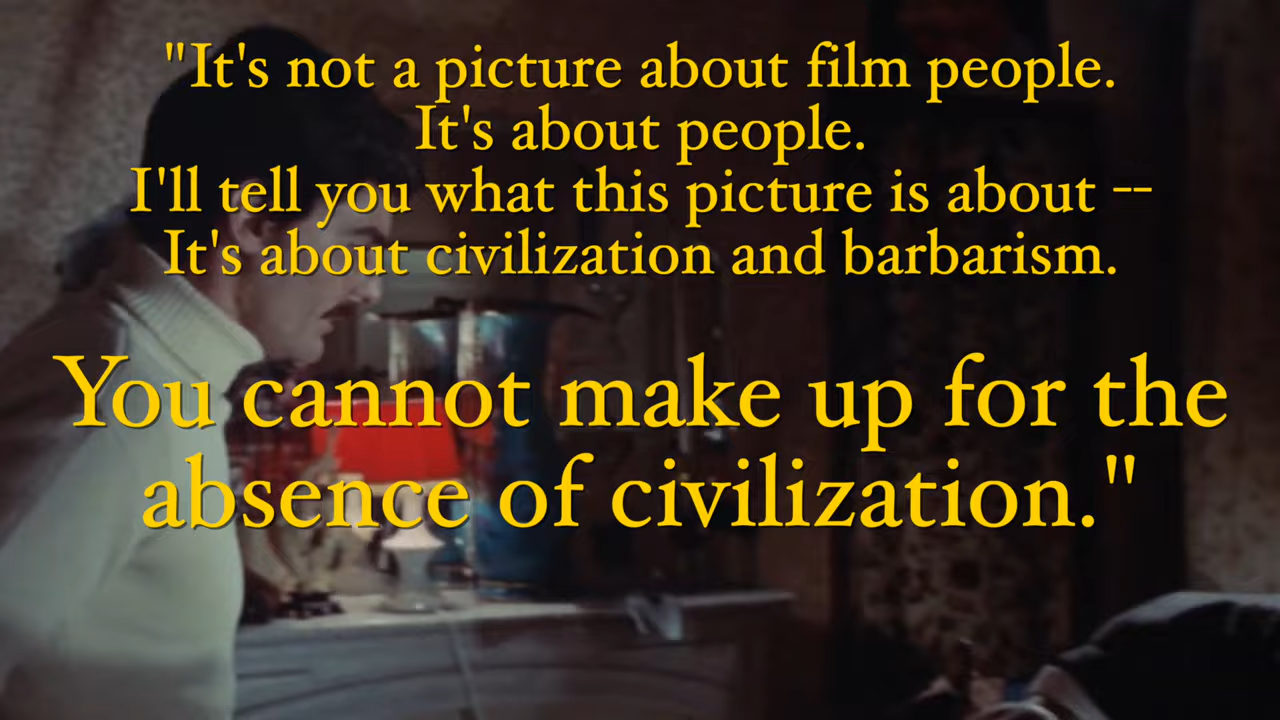 "It's not a picture about film people.
It's about people.
I'll tell you what this picture is about --
It's about civilization and barbarism.
You cannot make up for the
absence of civilization."